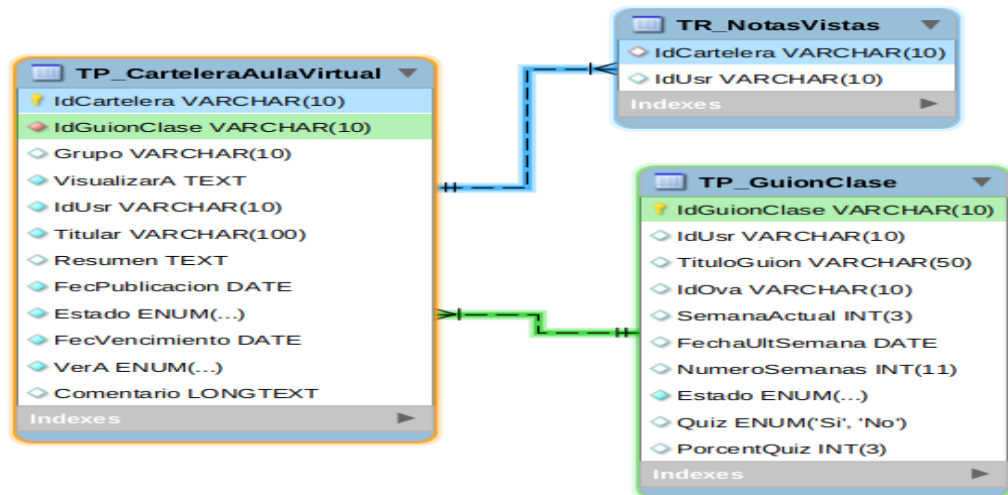 TP_CarteleraAulaVirtual
IdCartelera VARCHAR(10)
IdGuionClase VARCHAR(10)
Grupo VARCHAR(10)
VisualizarA TEXT
IdUsr VARCHAR(10)
Titular VARCHAR(100)
Resumen TEXT
FecPublicacion DATE
Estado ENUM(...)
FecVencimiento DATE
VerA ENUM(...)
Comentario LONGTEXT
Indexes
TR_NotasVistas
IdCartelera VARCHAR(10)
IdUsr VARCHAR(10)
Indexes
TP_GuionClase
IdGuionClase VARCHAR(10)
IdUsr VARCHAR(10)
TituloGuion VARCHAR(50)
IdOva VARCHAR(10)
SemanaActual INT(3)
FechaUltSemana DATE
NumeroSemanas INT(11)
Estado ENUM(...)
Quiz ENUM('Si', 'No')
PorcentQuiz INT(3)
Indexes